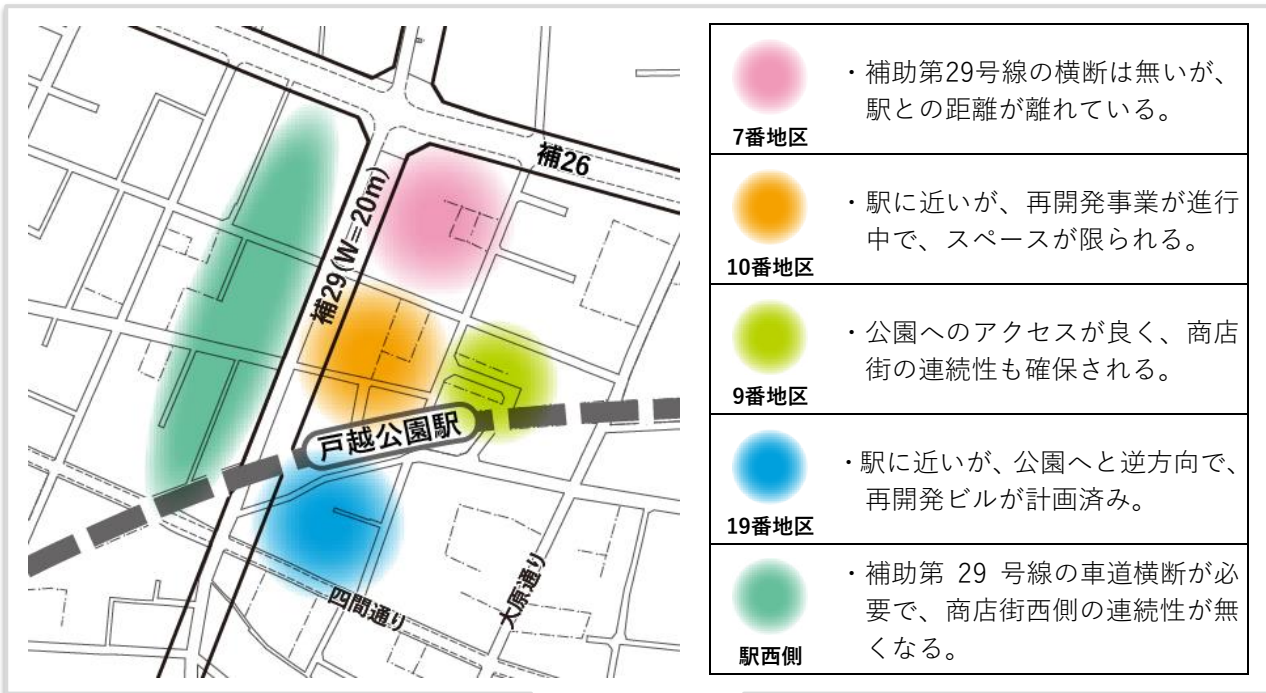 補26
補29(W=20m)
戸越公園駅
四間通り
大原通り
7番地区
・補助第29号線の横断は無いが、
駅との距離が離れている。
10番地区
・駅に近いが、再開発事業が進行
中で、スペースが限られる。
9番地区
・公園へのアクセスが良く、商店
街の連続性も確保される。
19番地区
・駅に近いが、公園へと逆方向で、
再開発ビルが計画済み。
駅西側
・補助第 29 号線の車道横断が必
要で、商店街西側の連続性が無
くなる。